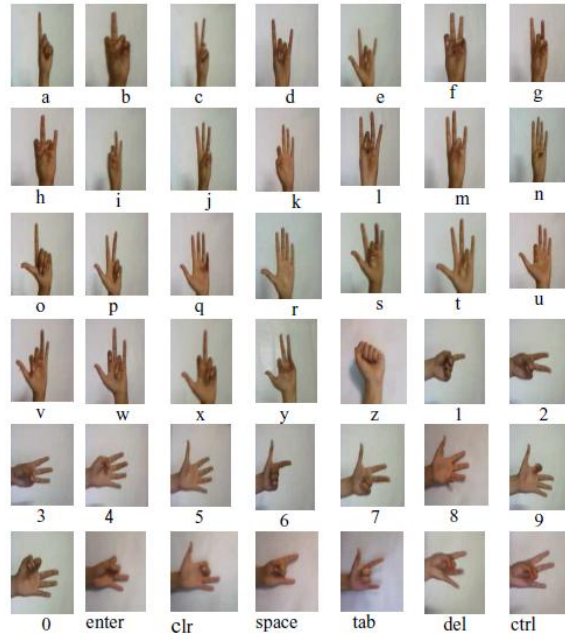 a b c d e f g
h i j k l m n
o p q r s t u
v w x y z 1 2
3 4 5 6 7 8 9
0 enter clr space tab del ctrl